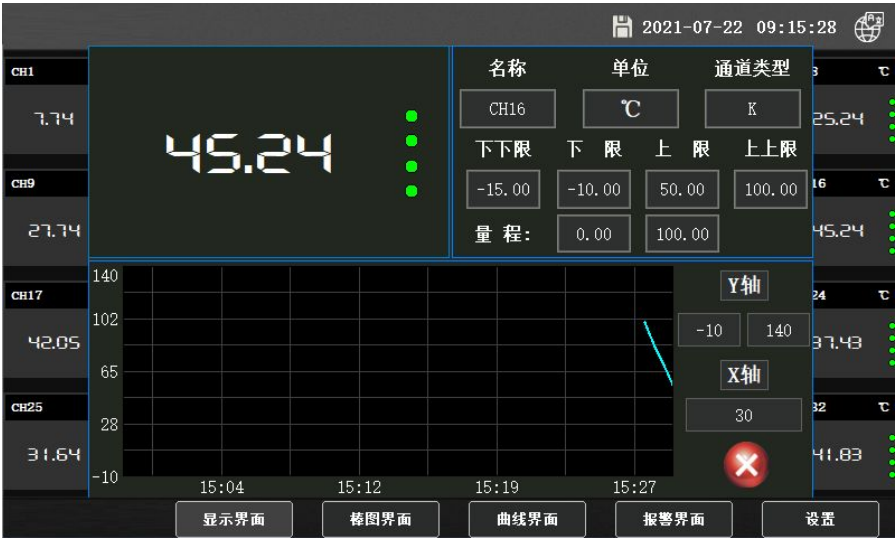 2021-07-22 09:15:28
CH1
7.74
CH9
27.74
CH17
42.05
CH25
31.64
45.24
名称 单位 通道类型
CH16 ℃ K
下下限 下 限 上 限 上上限
-15.00 -10.00 50.00 100.00
量 程: 0.00 100.00
℃
25.24
16 ℃
45.24
24 ℃
37.43
32 ℃
41.83
140
102
65
28
-10
15:04 15:12 15:19 15:27
Y轴
-10 140
X轴
30
显示界面 棒图界面 曲线界面 报警界面 设置